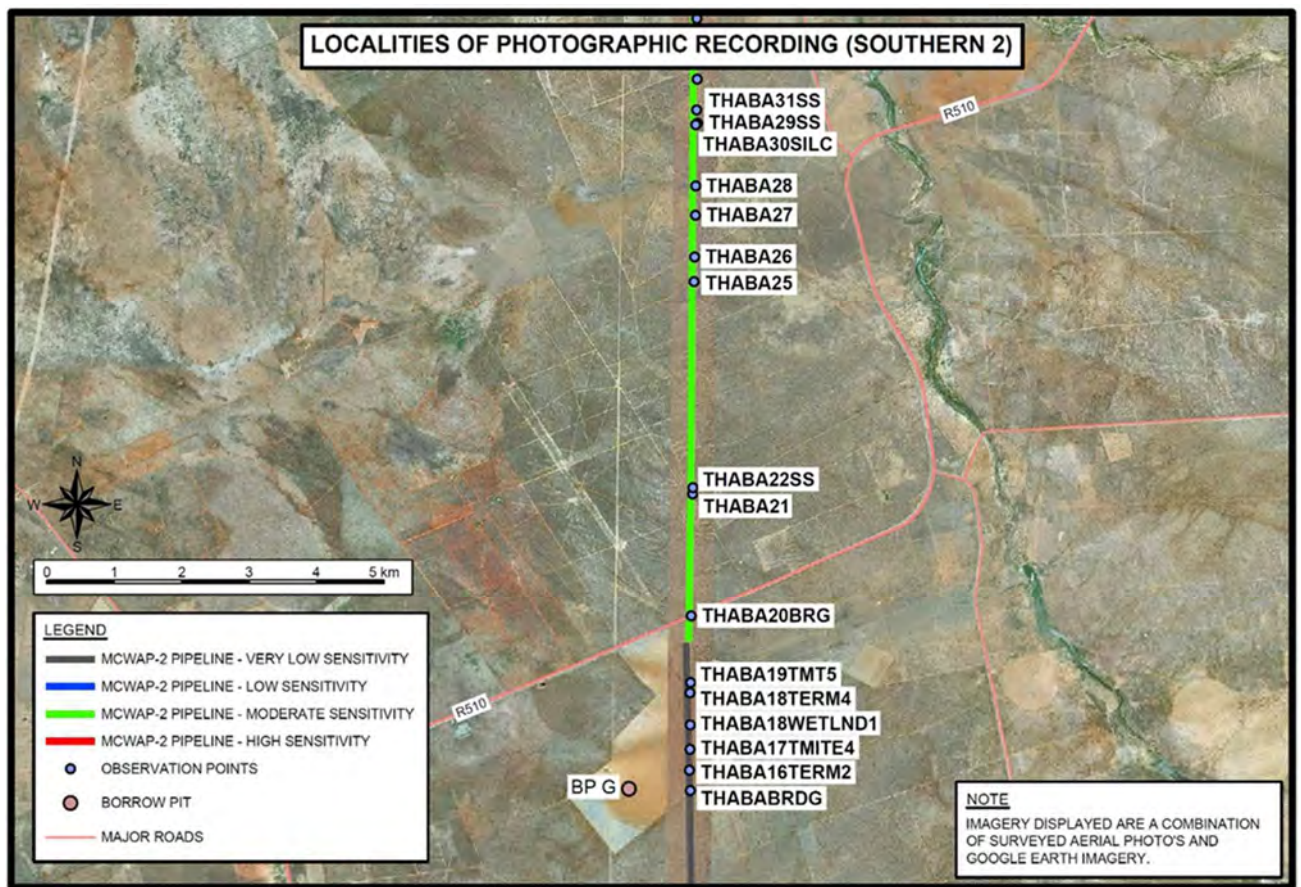 LOCALITIES OF PHOTOGRAPHIC RECORDING (SOUTHERN 2)
R510
THABA31SS
THABA29SS
THABA30SILC
THABA28
THABA27
THABA26
THABA25
THABA22SS
THABA21
THABA20BRG
THABA19TMT5
THABA18TERM4
THABA18WETLND1
THABA17TMITE4
THABA16TERM2
THABABRDG
R510
BP G
N
W E
S
0 1 2 3 4 5 km
LEGEND
MCWAP-2 PIPELINE - VERY LOW SENSITIVITY
MCWAP-2 PIPELINE - LOW SENSITIVITY
MCWAP-2 PIPELINE - MODERATE SENSITIVITY
MCWAP-2 PIPELINE - HIGH SENSITIVITY
OBSERVATION POINTS
BORROW PIT
MAJOR ROADS
NOTE
IMAGERY DISPLAYED ARE A COMBINATION
OF SURVEYED AERIAL PHOTO'S AND
GOOGLE EARTH IMAGERY.